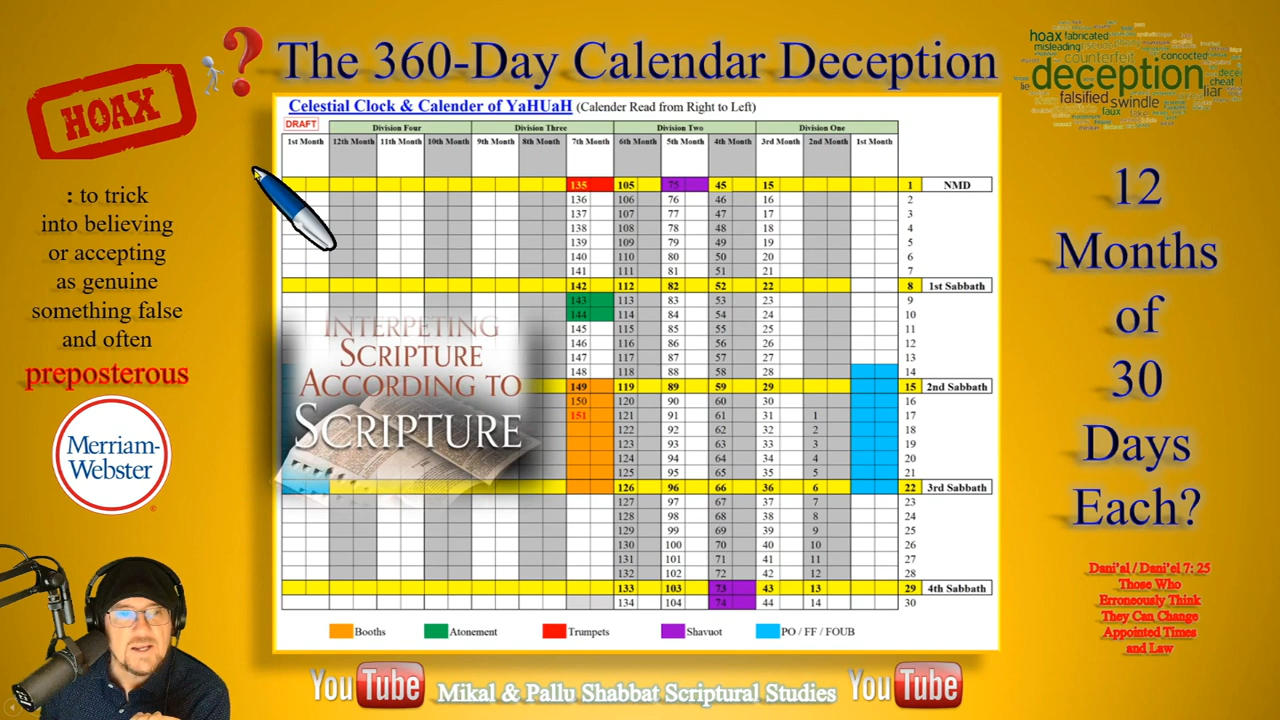 The 360-Day Calendar Deception
HOAX
?
: to trick
into believing
or accepting
as genuine
something false
and often
preposterous
Merriam-
Webster
Celestial Clock & Calender of YaHUaH (Calender Read from Right to Left)
DRAFT
Division Four Division Three Division Two Division One
1st Month 12th Month 11th Month 10th Month 9th Month 8th Month 7th Month 6th Month 5th Month 4th Month 3rd Month 2nd Month 1st Month
135 105 75 45 15 1 NMD
136 106 76 46 16 2
137 107 77 47 17 3
138 108 78 48 18 4
139 109 79 49 19 5
140 110 80 50 20 6
141 111 81 51 21 7
142 112 82 52 22 8 1st Sabbath
143 113 83 53 23 9
144 114 84 54 24 10
145 115 85 55 25 11
146 116 86 56 26 12
147 117 87 57 27 13
148 118 88 58 28 14
149 119 89 59 29 15 2nd Sabbath
150 120 90 60 30 16
151 121 91 61 31 1 17
122 92 62 32 2 18
123 93 63 33 3 19
124 94 64 34 4 20
125 95 65 35 5 21
126 96 66 36 6 22 3rd Sabbath
127 97 67 37 7 23
128 98 68 38 8 24
129 99 69 39 9 25
130 100 70 40 10 26
131 101 71 41 11 27
132 102 72 42 12 28
133 103 73 43 13 29 4th Sabbath
134 104 74 44 14 30
Booths Atonement Trumpets Shavuot PO / FF / FOUB
INTERPETING
SCRIPTURE
ACCORDING TO
SCRIPTURE
hoax fabricated
misleading
counterfeit concocted
deception
cheat
lie falsified swindle liar
faux
12
Months
of
30
Days
Each?
Dani'al / Dani'el 7: 25
Those Who
Erroneously Think
They Can Change
Appointed Times
and Law
YouTube Mikal & Pallu Shabbat Scriptural Studies YouTube